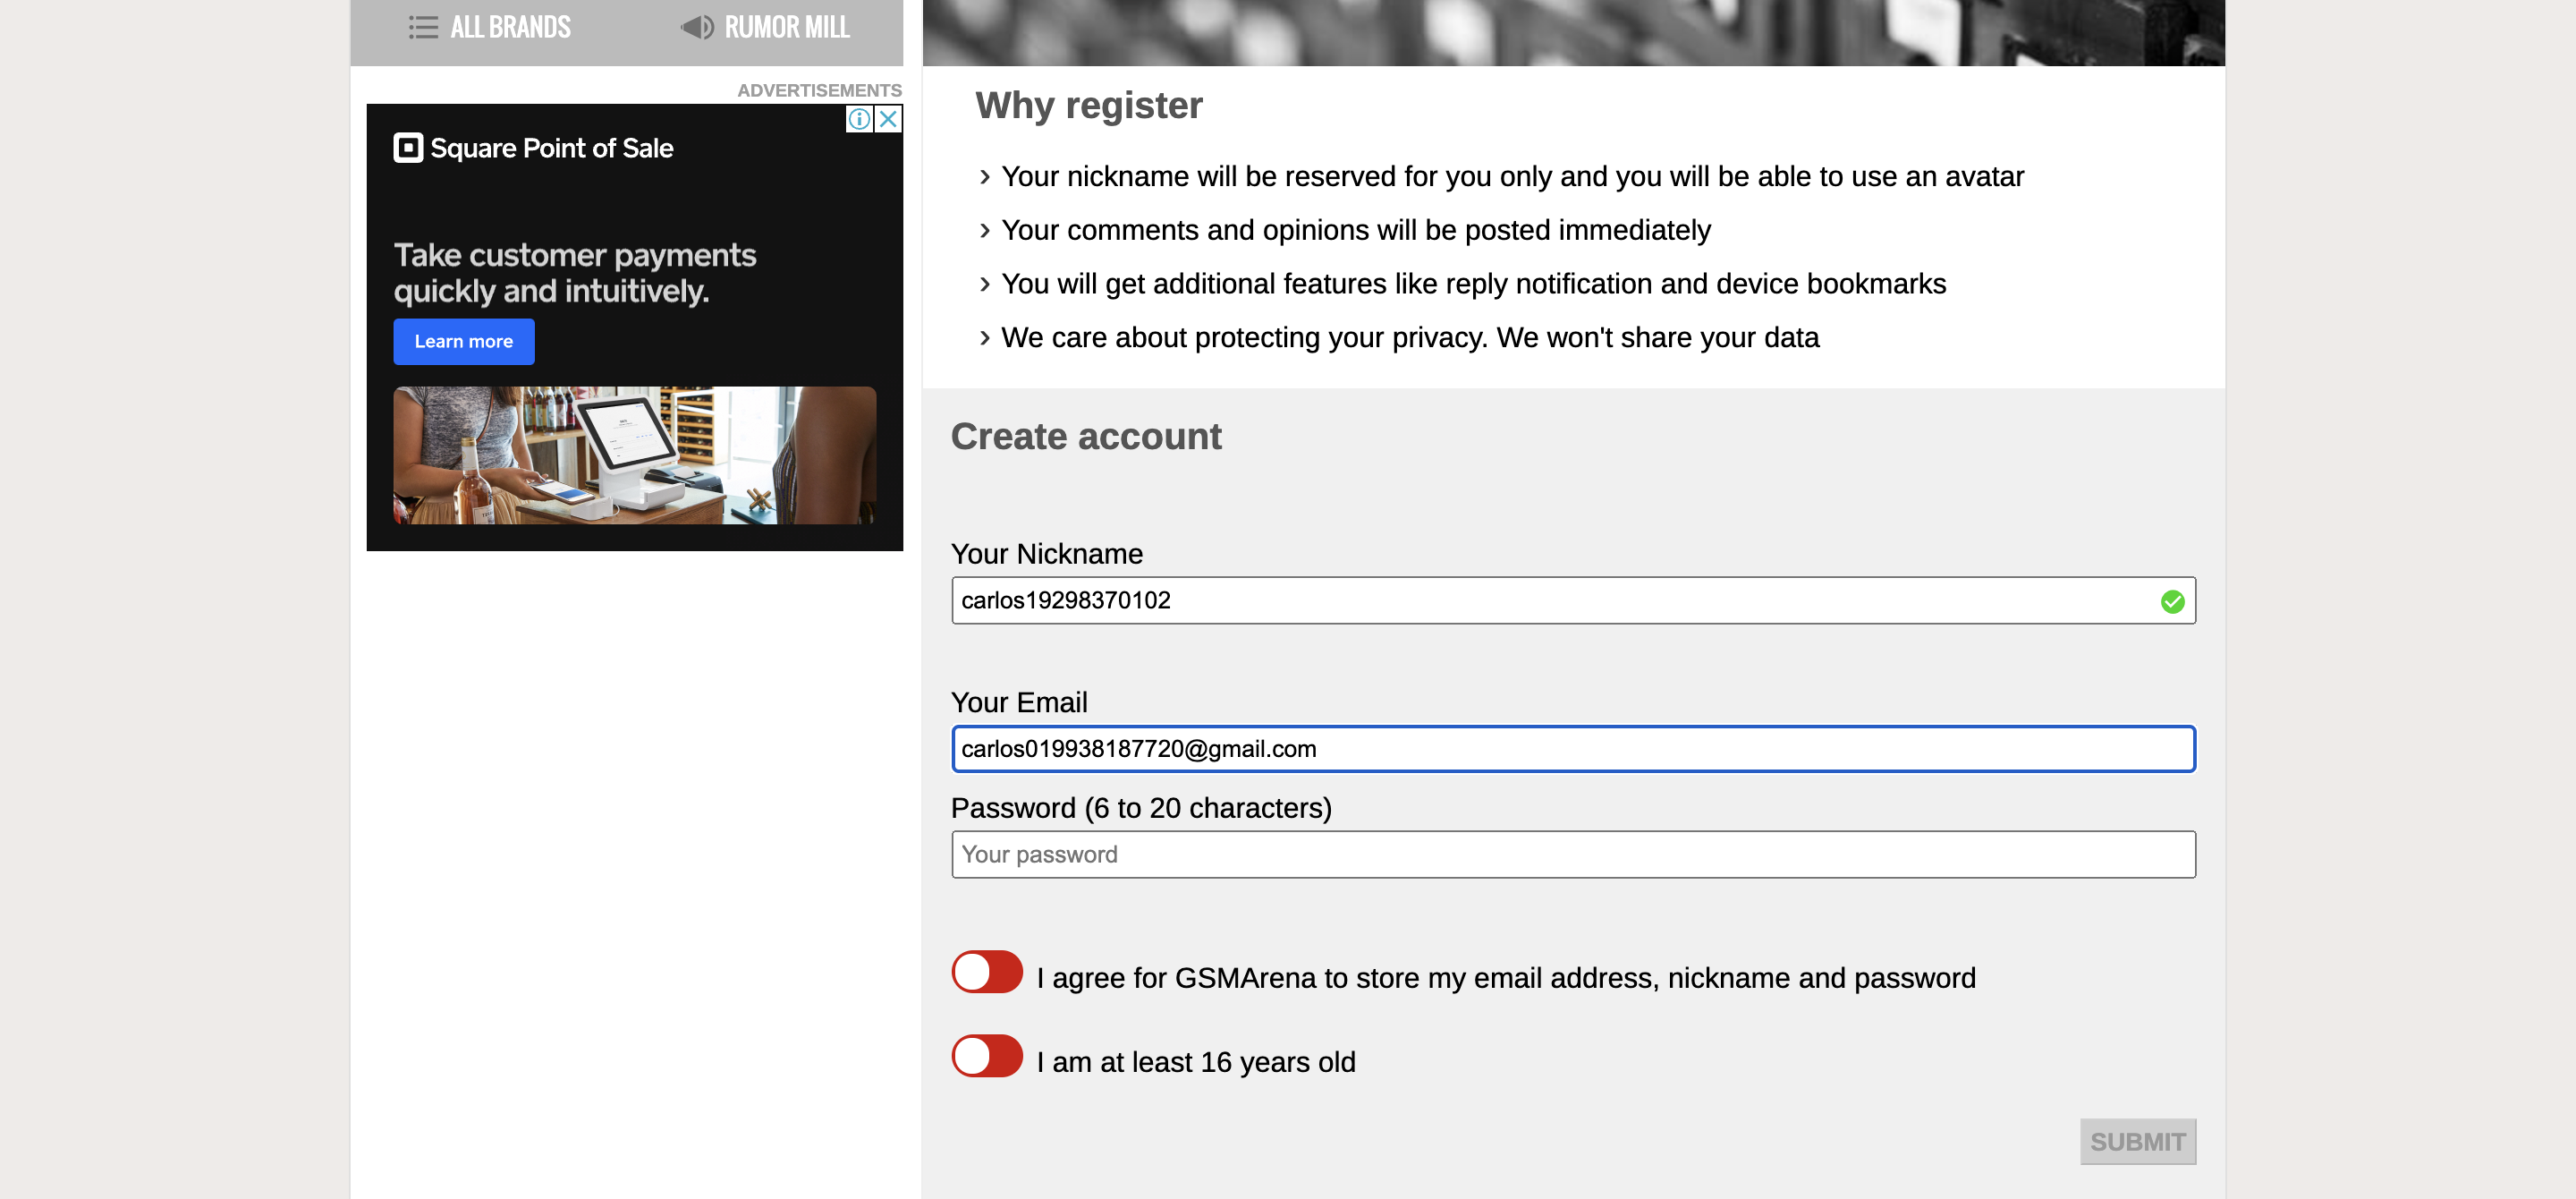 ALL BRANDS
RUMOR MILL
ADVERTISEMENTS
Square Point of Sale
Take customer payments
quickly and intuitively.
Learn more
Why register
› Your nickname will be reserved for you only and you will be able to use an avatar
› Your comments and opinions will be posted immediately
› You will get additional features like reply notification and device bookmarks
› We care about protecting your privacy. We won't share your data
Create account
Your Nickname
carlos19298370102
Your Email
carlos019938187720@gmail.com
Password (6 to 20 characters)
Your password
I agree for GSMArena to store my email address, nickname and password
I am at least 16 years old
SUBMIT